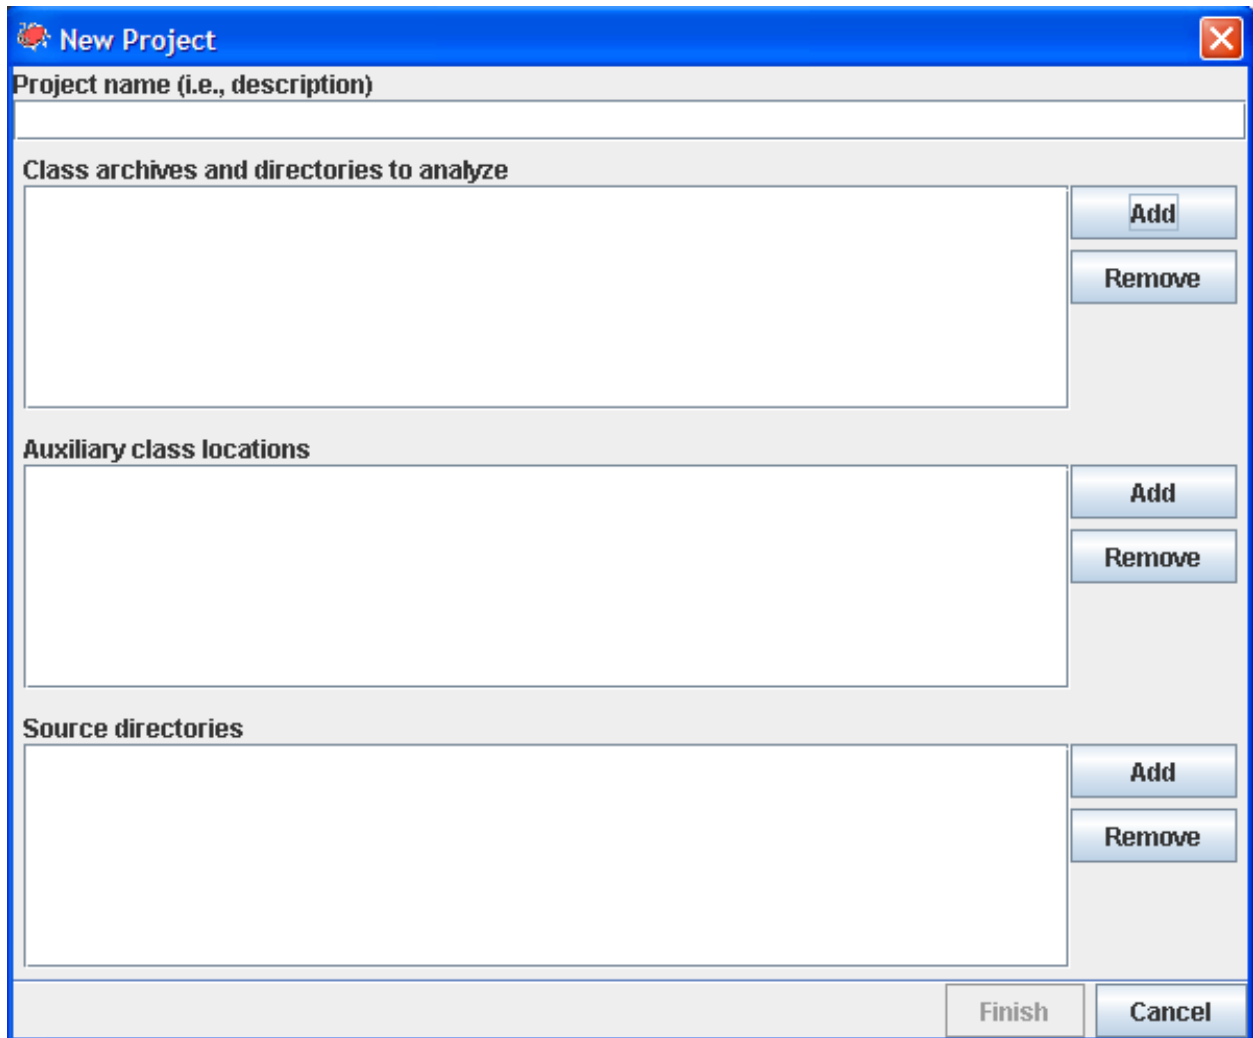 New Project
Project name (i.e., description)
Class archives and directories to analyze
Add
Remove
Auxiliary class locations
Add
Remove
Source directories
Add
Remove
Finish Cancel